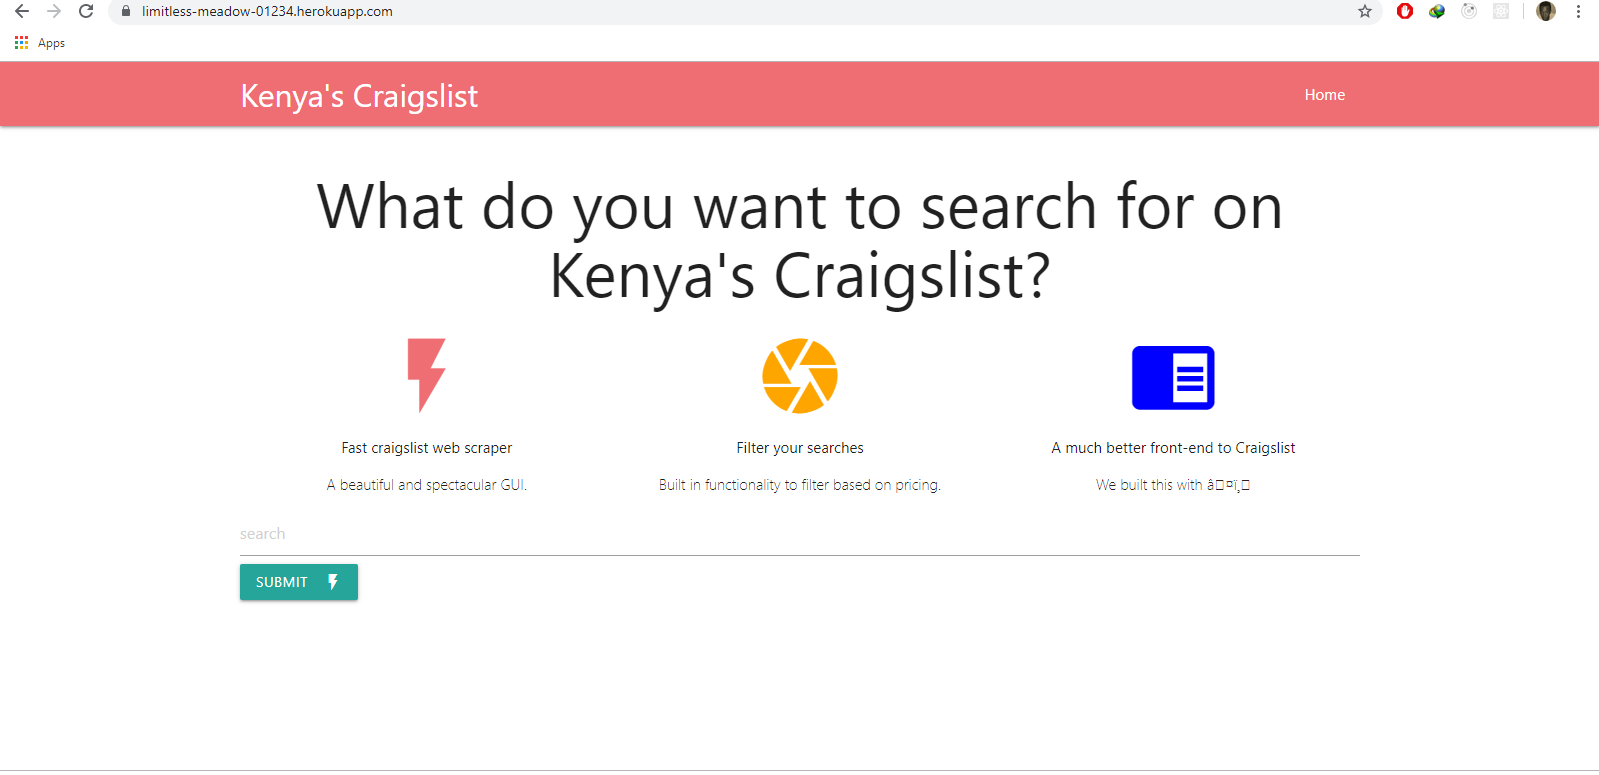 limitless-meadow-01234.herokuapp.com
Apps
Kenya's Craigslist
Home
What do you want to search for on
Kenya's Craigslist?
Fast craigslist web scraper
Filter your searches
A much better front-end to Craigslist
A beautiful and spectacular GUI.
Built in functionality to filter based on pricing.
We built this with â�¤ï¸�
search
SUBMIT